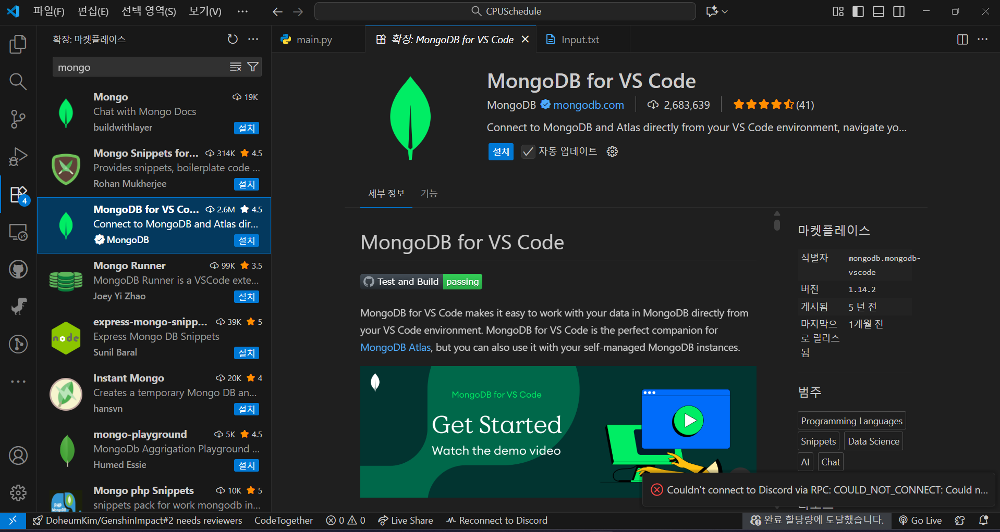 파일(F) 편집(E) 선택 영역(S) 보기(V) ··· CPUSchedule
확장: 마켓플레이스
main.py
확장: MongoDB for VS Code
Input.txt
mongo
Mongo 19K
Chat with Mongo Docs
buildwithlayer 설치
Mongo Snippets for... 314K 4.5
Provides snippets, boilerplate code ...
Rohan Mukherjee 설치
MongoDB for VS Co... 2.6M 4.5
Connect to MongoDB and Atlas dir...
MongoDB 설치
Mongo Runner 99K 3.5
MongoDB Runner is a VSCode exte...
Joey Yi Zhao 설치
express-mongo-snipp... 39K 5
Express Mongo DB Snippets
Sunil Baral 설치
node
Instant Mongo 20K 4
Creates a temporary Mongo DB an...
hansvn 설치
mongo-playground 5K 4.5
MongoDb Aggrigation Playground ...
Humed Essie 설치
Mongo php Snippets 10K 5
snippets pack for work mongodb in...
PHP
MongoDB
4
MongoDB for VS Code
MongoDB mongodb.com 2,683,639 (41)
Connect to MongoDB and Atlas directly from your VS Code environment, navigate yo...
설치 자동 업데이트
세부 정보 기능
MongoDB for VS Code
Test and Build passing
MongoDB for VS Code makes it easy to work with your data in MongoDB directly from
your VS Code environment. MongoDB for VS Code is the perfect companion for
MongoDB Atlas, but you can also use it with your self-managed MongoDB instances.
MongoDB for VS Code
Get Started
Watch the demo video
마켓플레이스
식별자 mongodb.mongodb-
vscode
버전 1.14.2
게시됨 5 년 전
마지막으 1개월 전
로 릴리스
됨
범주
Programming Languages
Snippets Data Science
AI Chat
Couldn't connect to Discord via RPC: COULD_NOT_CONNECT: Could n...
DoheumKim/GenshinImpact#2 needs reviewers CodeTogether 0 0 Live Share Reconnect to Discord 완료 할당량에 도달했습니다. Go Live